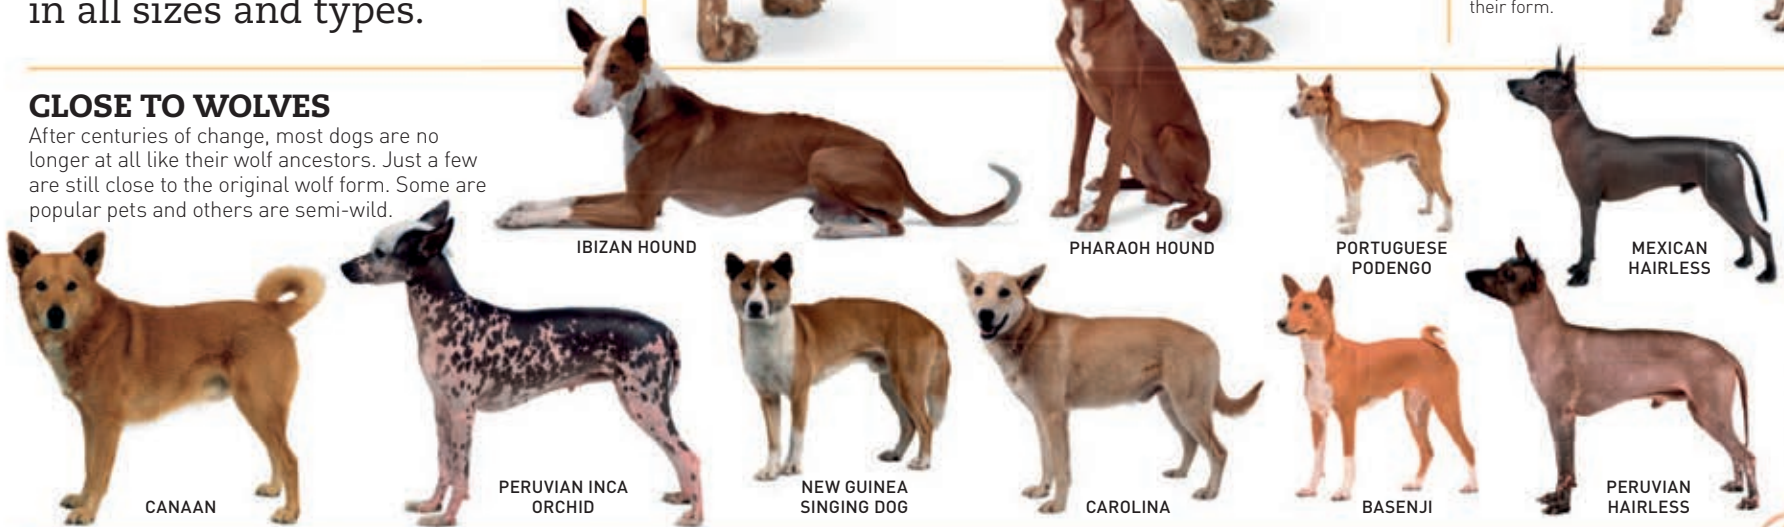 in all sizes and types.
their form.
CLOSE TO WOLVES
After centuries of change, most dogs are no
longer at all like their wolf ancestors. Just a few
are still close to the original wolf form. Some are
popular pets and others are semi-wild.
IBIZAN HOUND
PHARAOH HOUND
PORTUGUESE
PODENGO
MEXICAN
HAIRLESS
CANAAN
PERUVIAN INCA
ORCHID
NEW GUINEA
SINGING DOG
CAROLINA
BASENJI
PERUVIAN
HAIRLESS